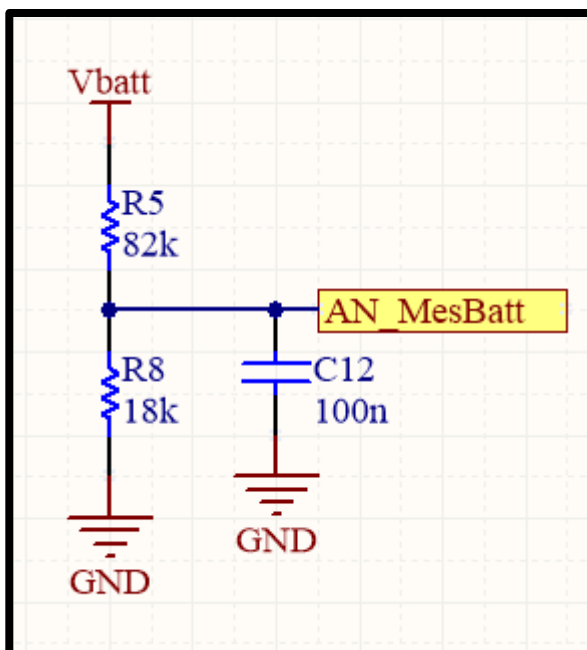 Vbatt
R5
82k
AN_MesBatt
R8
18k
C12
100n
GND
GND